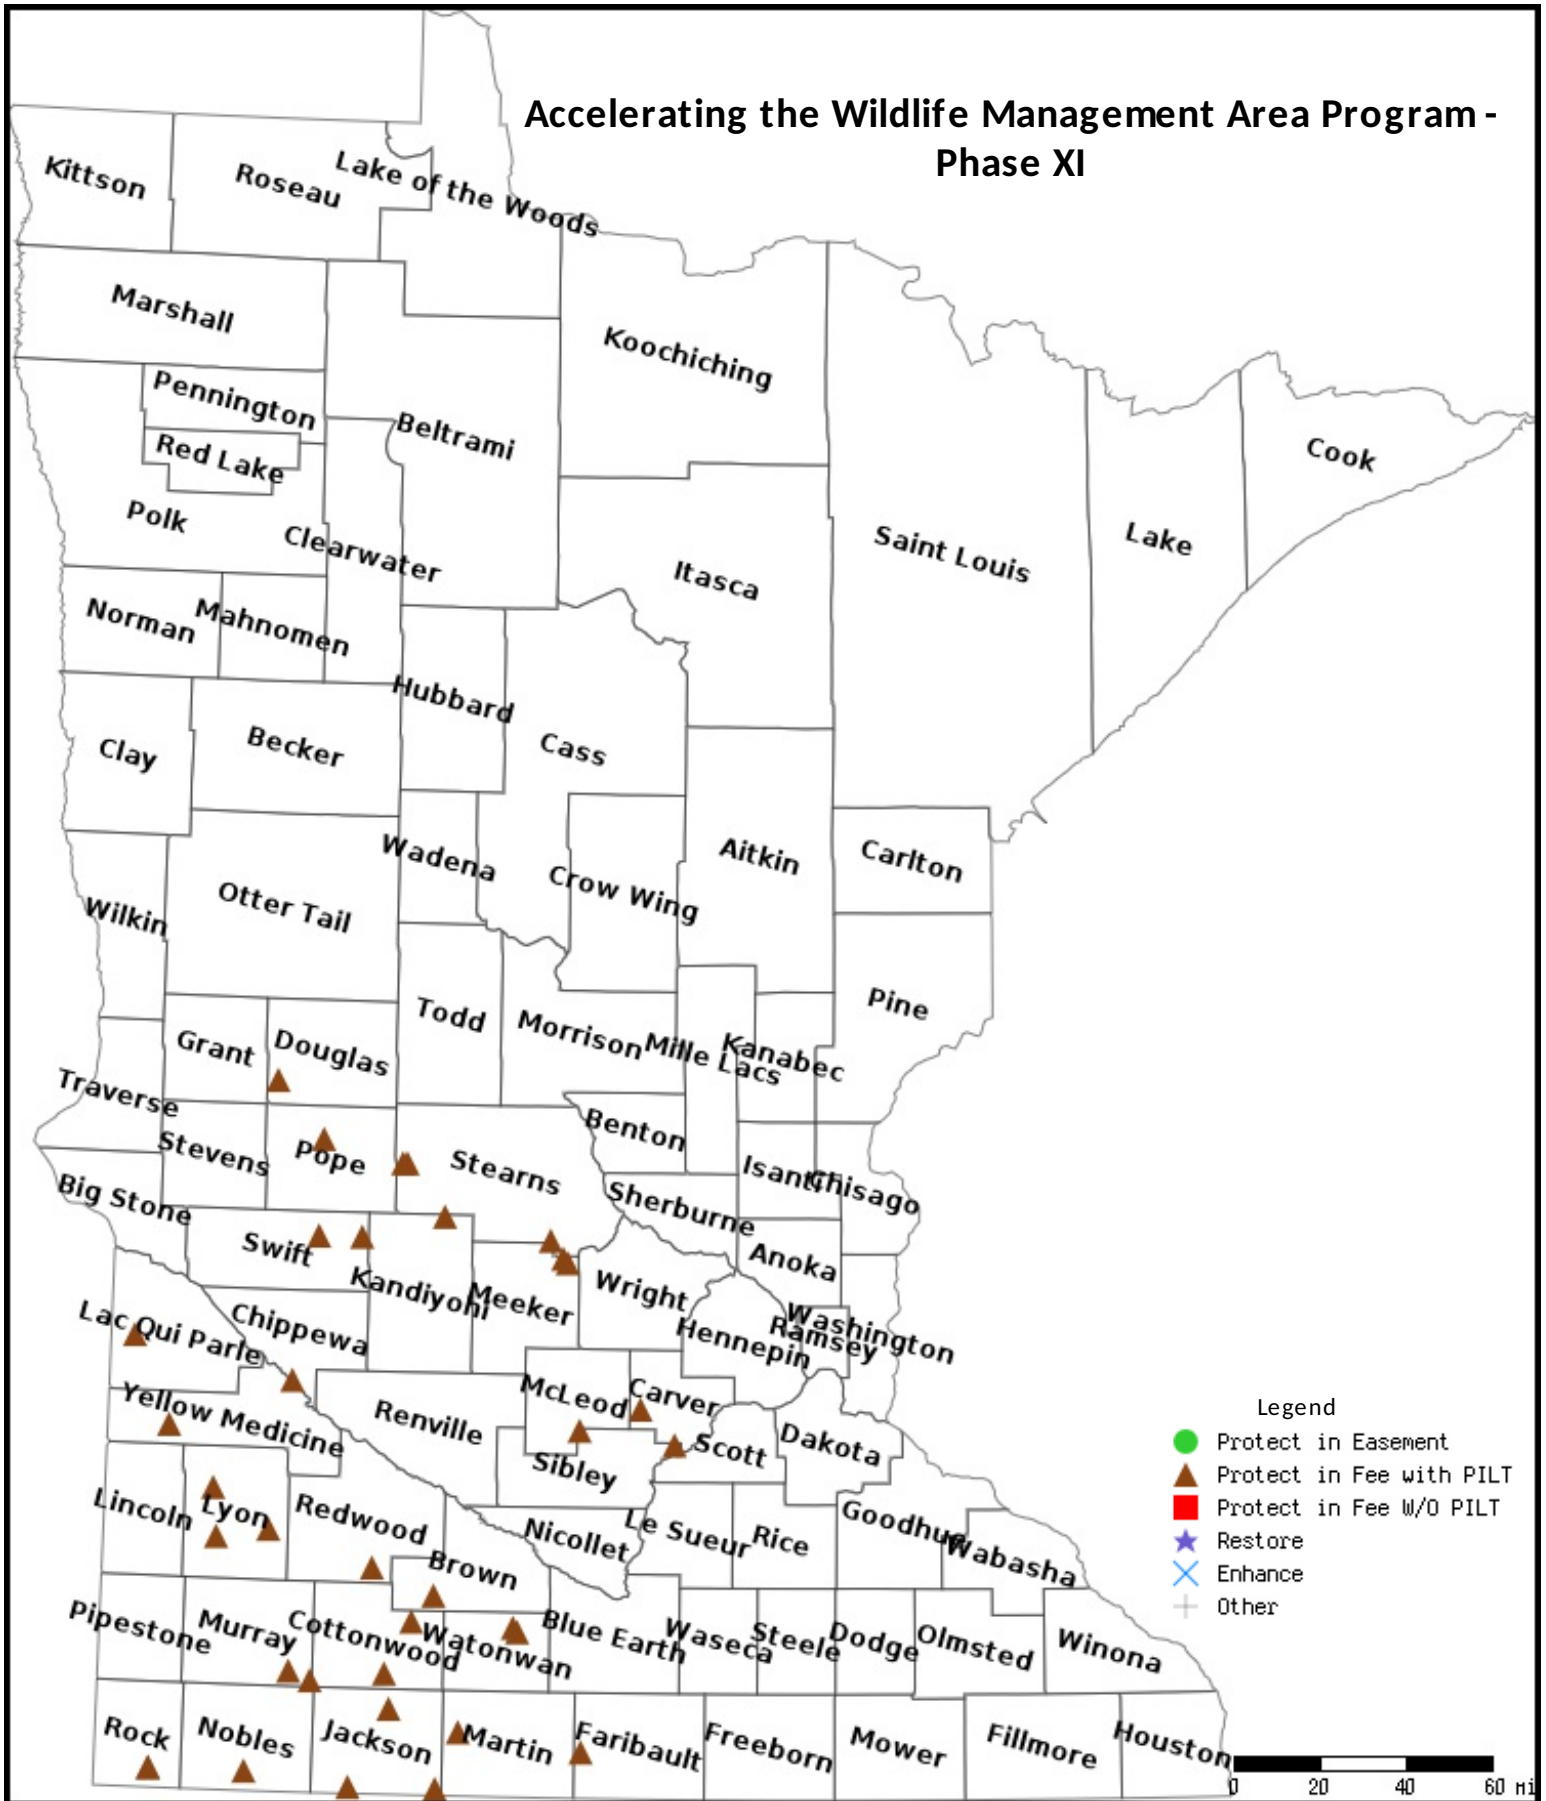 Accelerating the Wildlife Management Area Program -
Phase XI
Kittson
Roseau
Lake of the Woods
Marshall
Koochiching
Pennington
Beltrami
Red Lake
Cook
Polk
Clearwater
Saint Louis
Lake
Itasca
Norman
Mahnomen
Hubbard
Clay
Becker
Cass
Wadena
Aitkin
Carlton
Crow Wing
Otter Tail
Wilkin
Pine
Todd
Morrison
Mille Lacs
Kanabec
Grant
Douglas
Traverse
Benton
Stevens
Pope
Stearns
Isanti
Chisago
Big Stone
Sherburne
Swift
Anoka
Kandiyohi
Meeker
Wright
Lac Qui Parle
Chippewa
Hennepin
Ramsey
Washington
McLeod
Carver
Yellow Medicine
Renville
Scott
Dakota
Sibley
Lincoln
Lyon
Redwood
Nicollet
Le Sueur
Rice
Goodhue
Wabasha
Brown
Pipestone
Murray
Cottonwood
Watonwan
Blue Earth
Waseca
Steele
Dodge
Olmsted
Winona
Rock
Nobles
Jackson
Martin
Faribault
Freeborn
Mower
Fillmore
Houston
Legend
Protect in Easement
Protect in Fee with PILT
Protect in Fee W/O PILT
Restore
Enhance
Other
0 20 40 60 mi